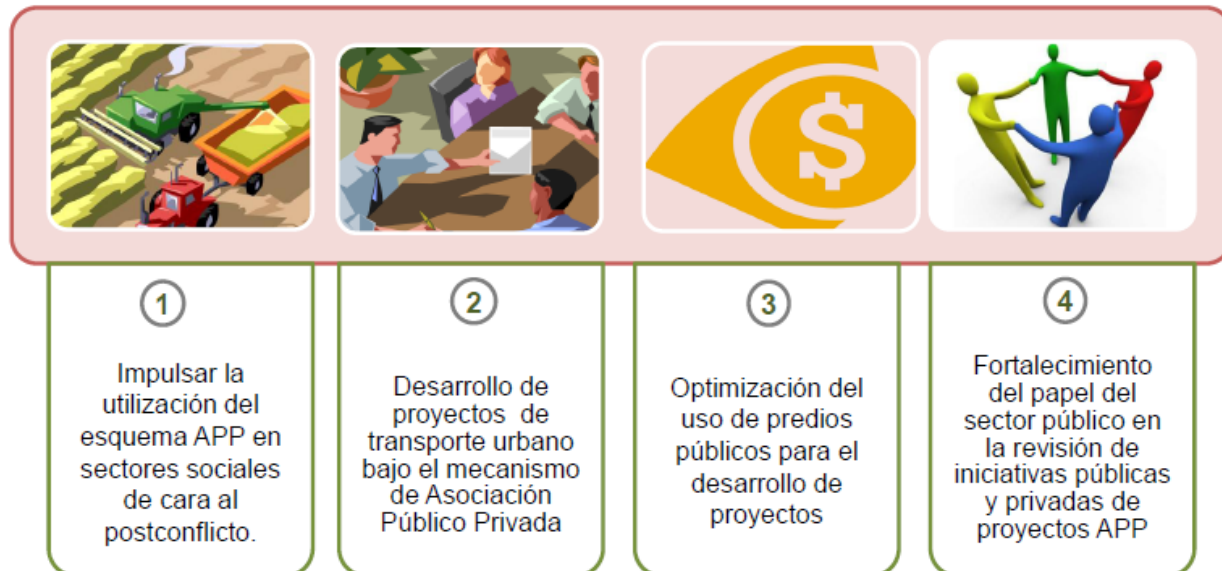 $
1
Impulsar la
utilización del
esquema APP en
sectores sociales
de cara al
postconflicto.
2
Desarrollo de
proyectos de
transporte urbano
bajo el mecanismo
de Asociación
Público Privada
3
Optimización del
uso de predios
públicos para el
desarrollo de
proyectos
4
Fortalecimiento
del papel del
sector público en
la revisión de
iniciativas públicas
y privadas de
proyectos APP